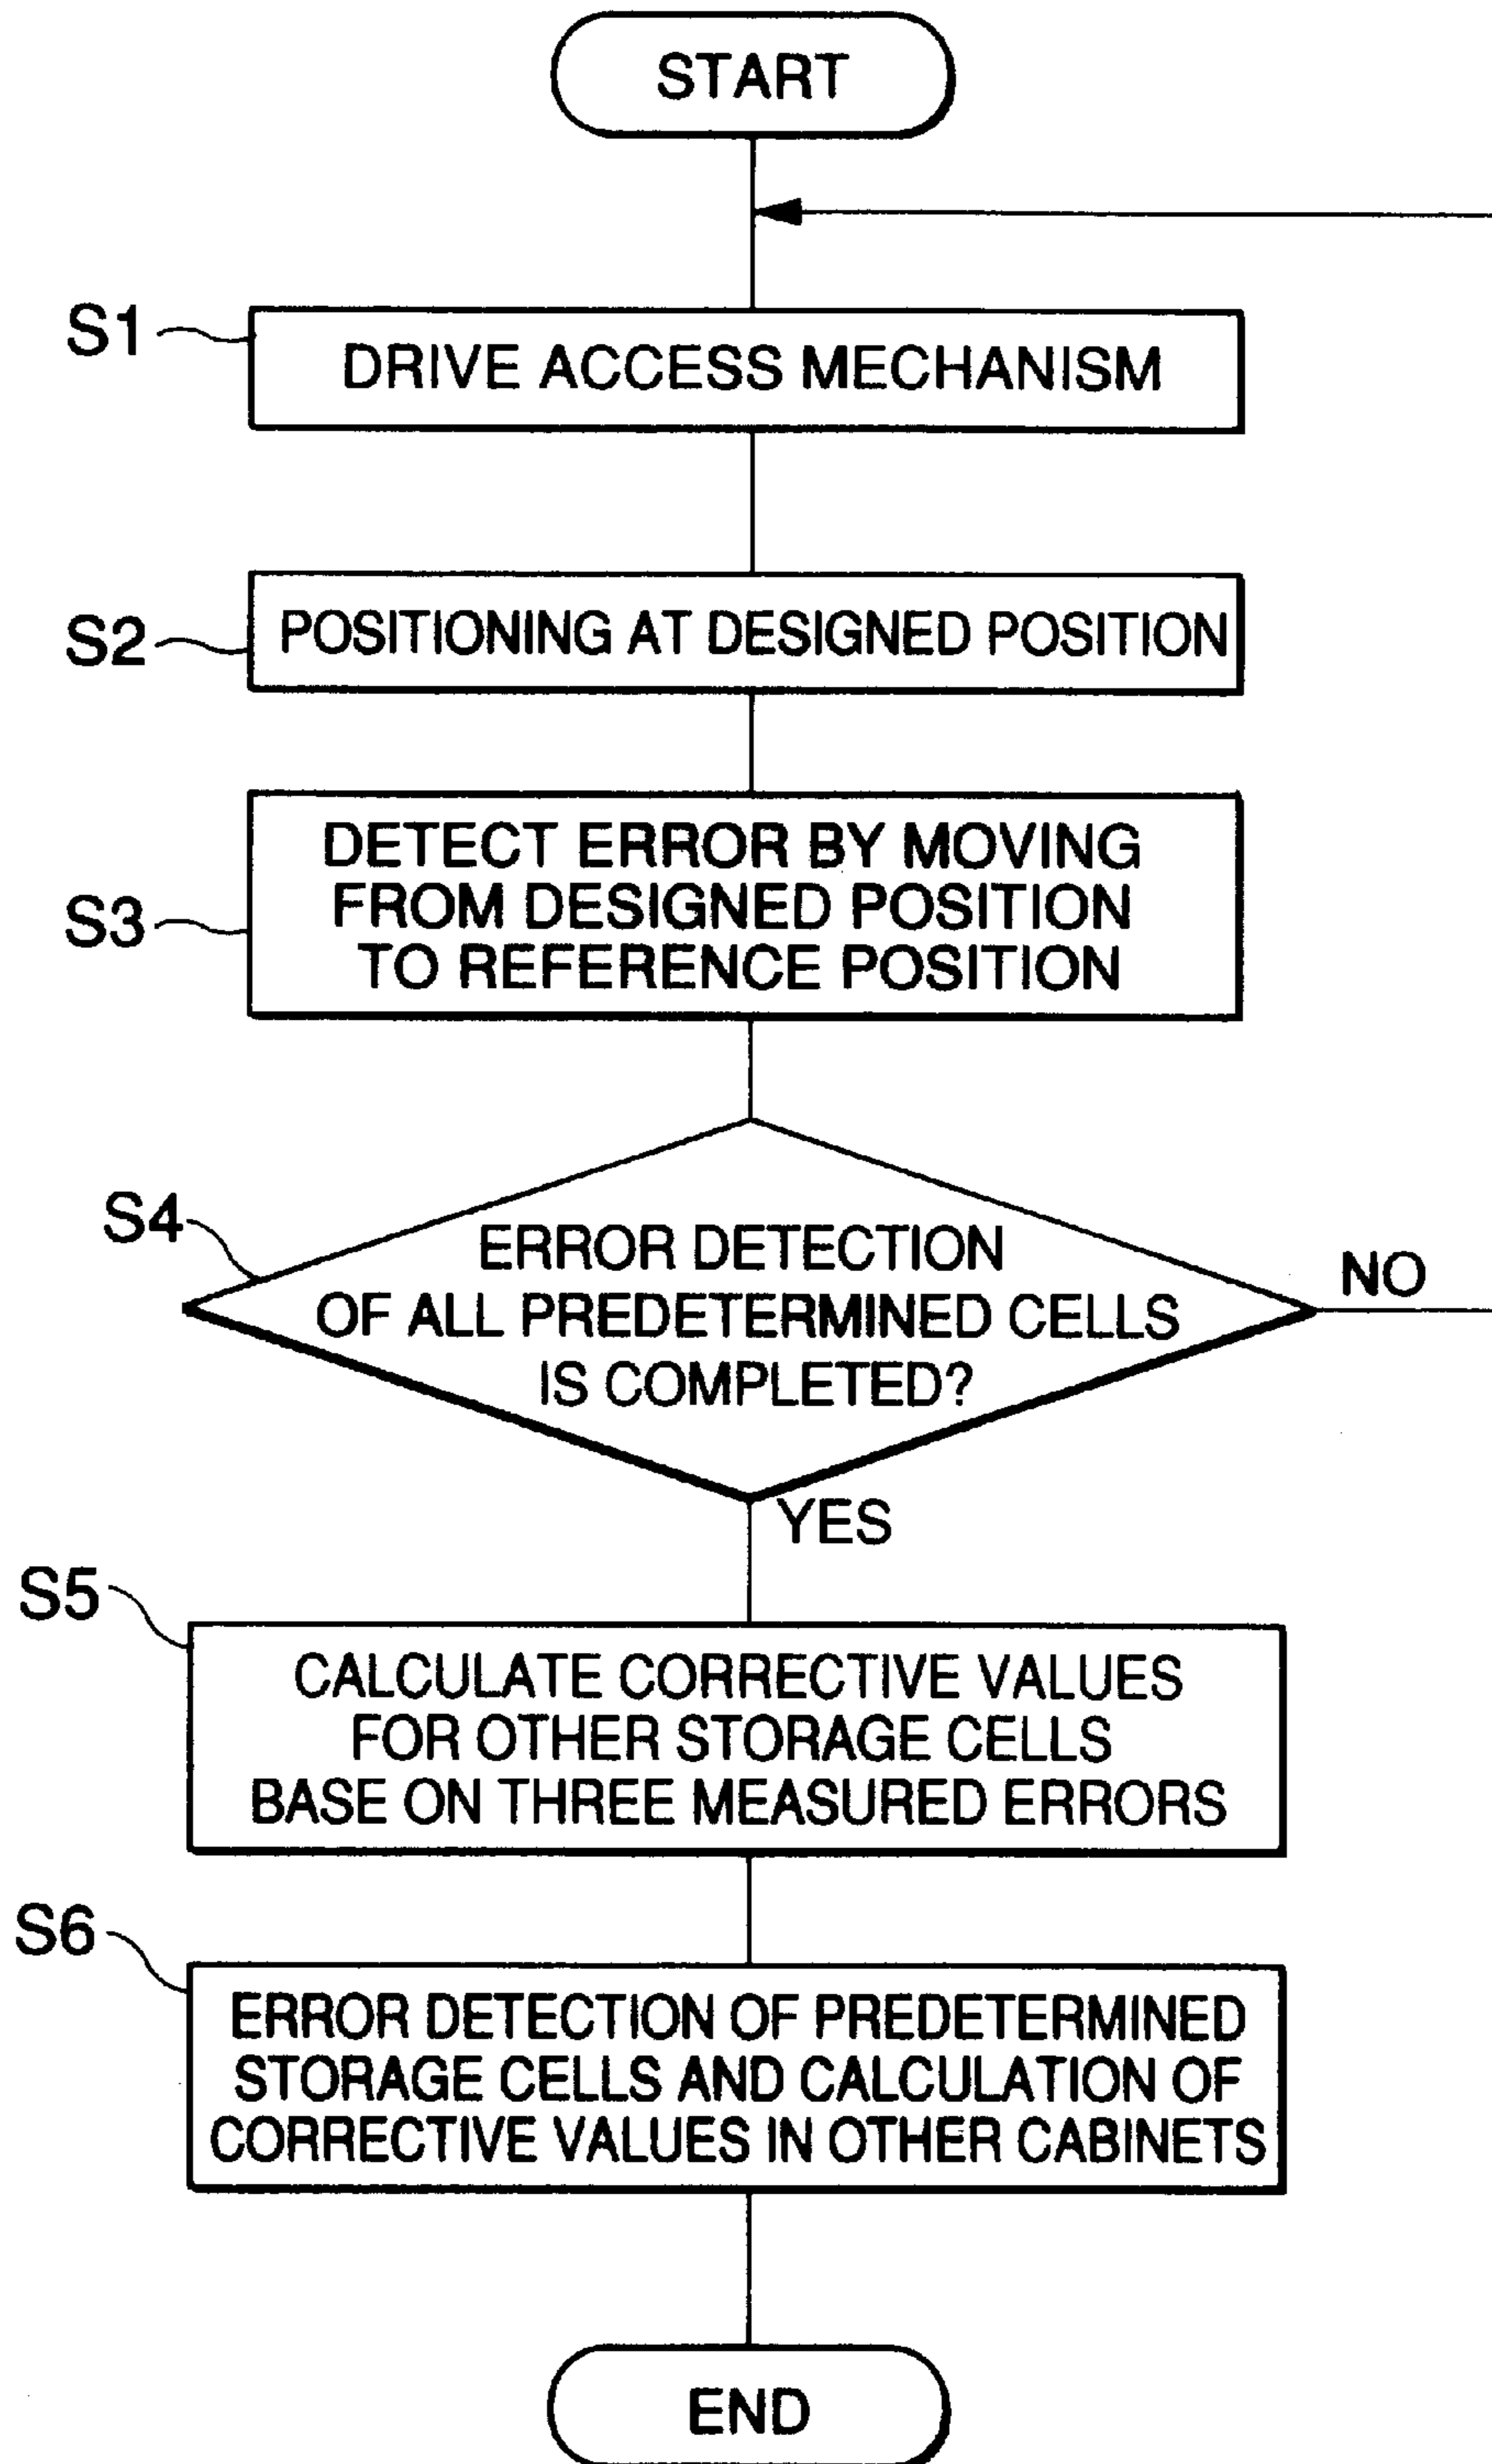 START
S1
DRIVE ACCESS MECHANISM
S2
POSITIONING AT DESIGNED POSITION
S3
DETECT ERROR BY MOVING
FROM DESIGNED POSITION
TO REFERENCE POSITION
S4
ERROR DETECTION
OF ALL PREDETERMINED CELLS
IS COMPLETED?
NO
YES
S5
CALCULATE CORRECTIVE VALUES
FOR OTHER STORAGE CELLS
BASE ON THREE MEASURED ERRORS
S6
ERROR DETECTION OF PREDETERMINED
STORAGE CELLS AND CALCULATION OF
CORRECTIVE VALUES IN OTHER CABINETS
END